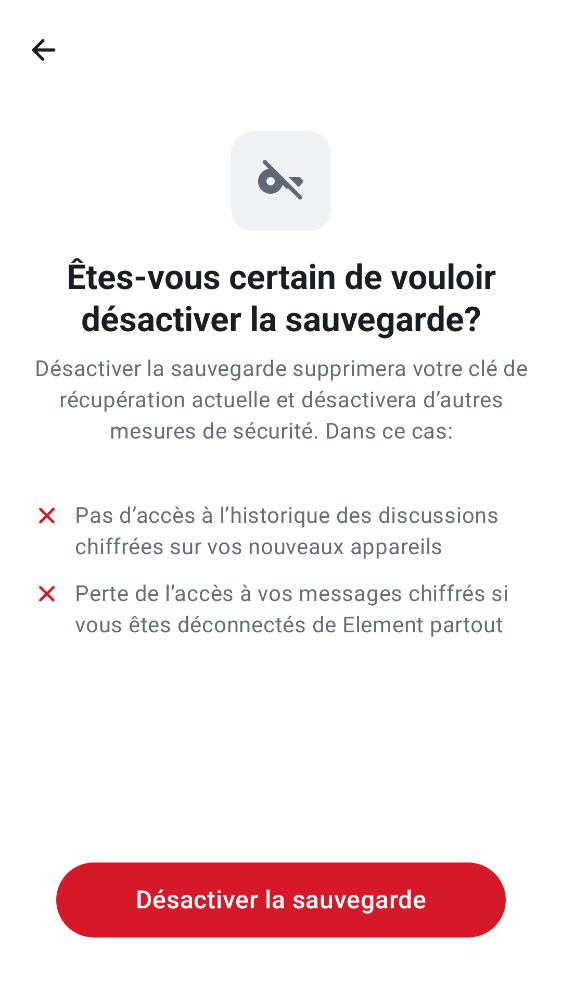 Êtes-vous certain de vouloir
désactiver la sauvegarde?
Désactiver la sauvegarde supprimera votre clé de
récupération actuelle et désactivera d’autres
mesures de sécurité. Dans ce cas:
Pas d’accès à l’historique des discussions
chiffrées sur vos nouveaux appareils
Perte de l’accès à vos messages chiffrés si
vous êtes déconnectés de Element partout
Désactiver la sauvegarde